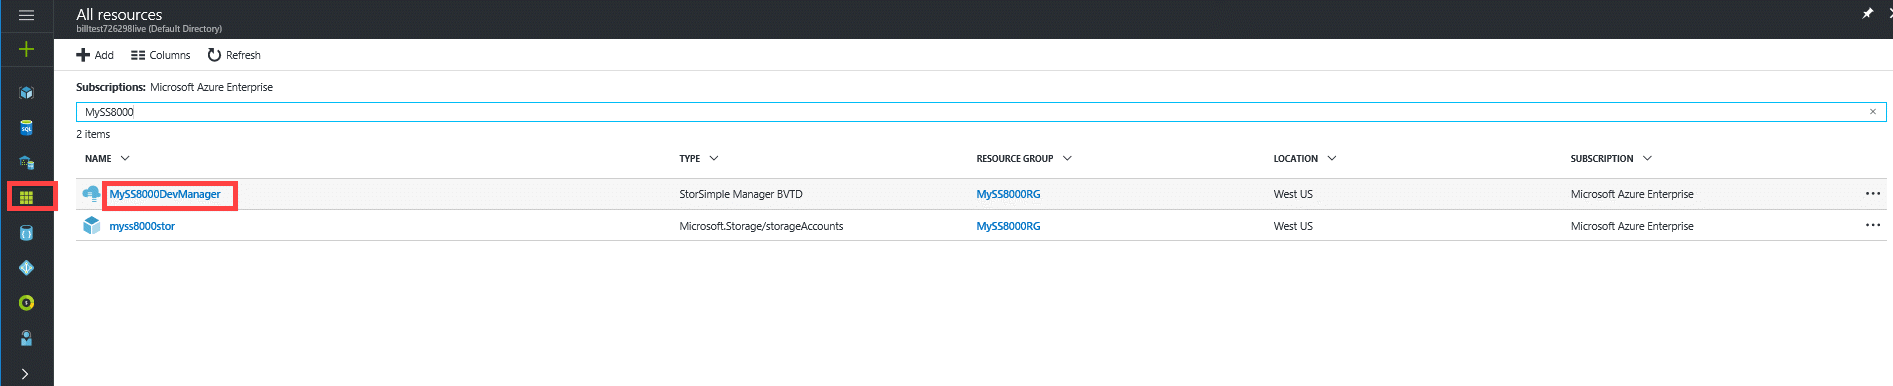 All resources
billtest726298live (Default Directory)
Add Columns Refresh
Subscriptions: Microsoft Azure Enterprise
MySS8000
2 items
NAME TYPE RESOURCE GROUP LOCATION SUBSCRIPTION
MySS8000DevManager StorSimple Manager BVTD MySS8000RG West US Microsoft Azure Enterprise
myss8000stor Microsoft.Storage/storageAccounts MySS8000RG West US Microsoft Azure Enterprise
SQL